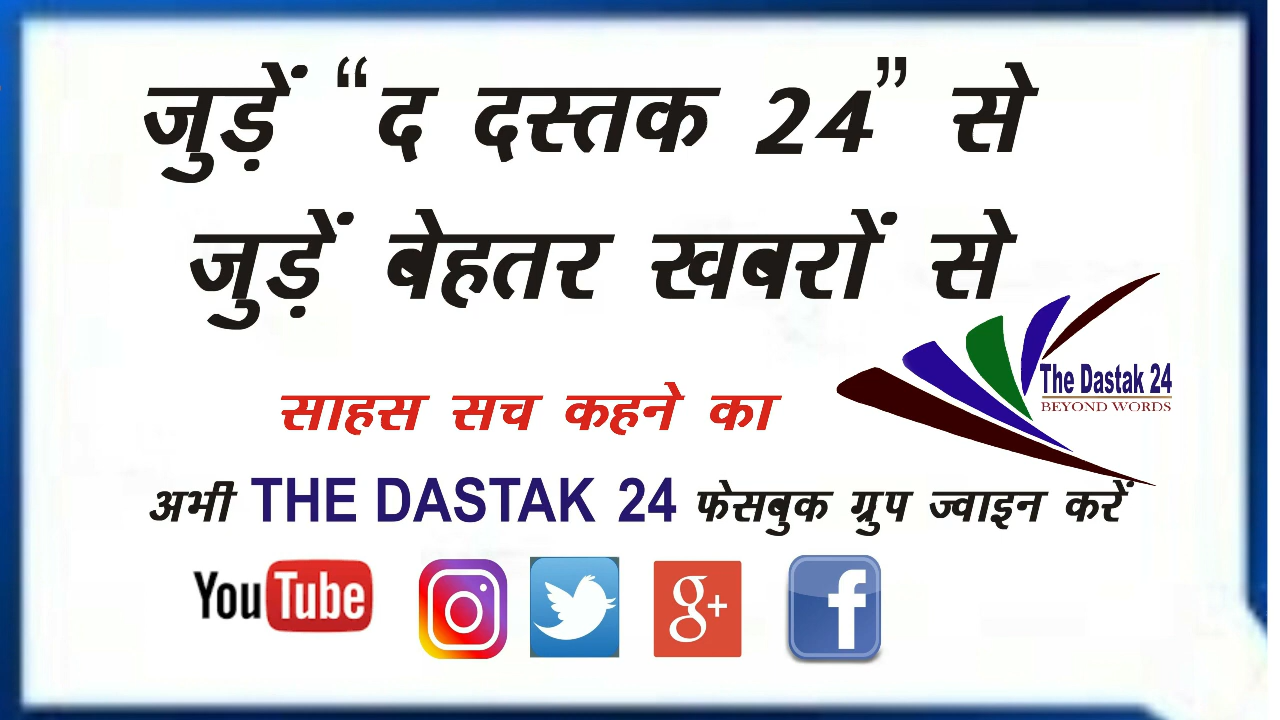 जुड़ें “द दस्तक 24” से
जुड़ें बेहतर खबरों से
साहस सच कहने का
The Dastak 24
BEYOND WORDS
अभी THE DASTAK 24 फेसबुक ग्रुप ज्वाइन करें
YouTube
g+
f